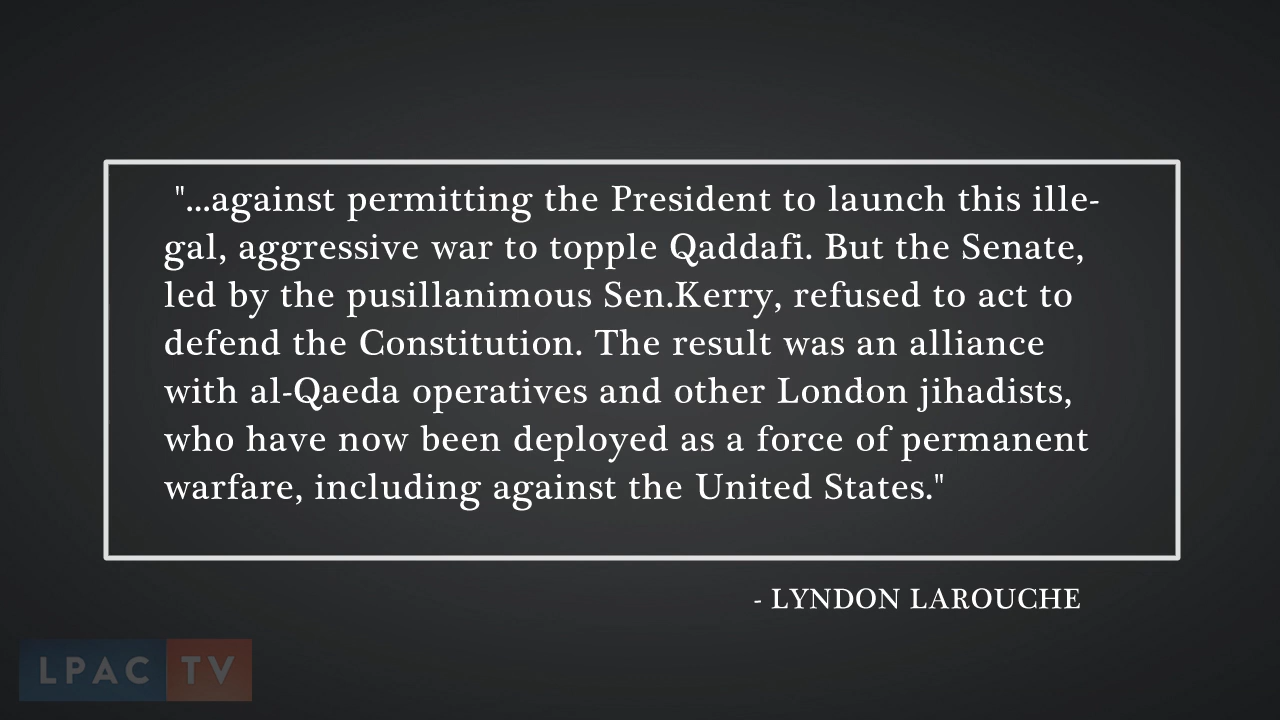 "...against permitting the President to launch this ille-
gal, aggressive war to topple Qaddafi. But the Senate,
led by the pusillanimous Sen.Kerry, refused to act to
defend the Constitution. The result was an alliance
with al-Qaeda operatives and other London jihadists,
who have now been deployed as a force of permanent
warfare, including against the United States."
- LYNDON LAROUCHE
LPAC TV